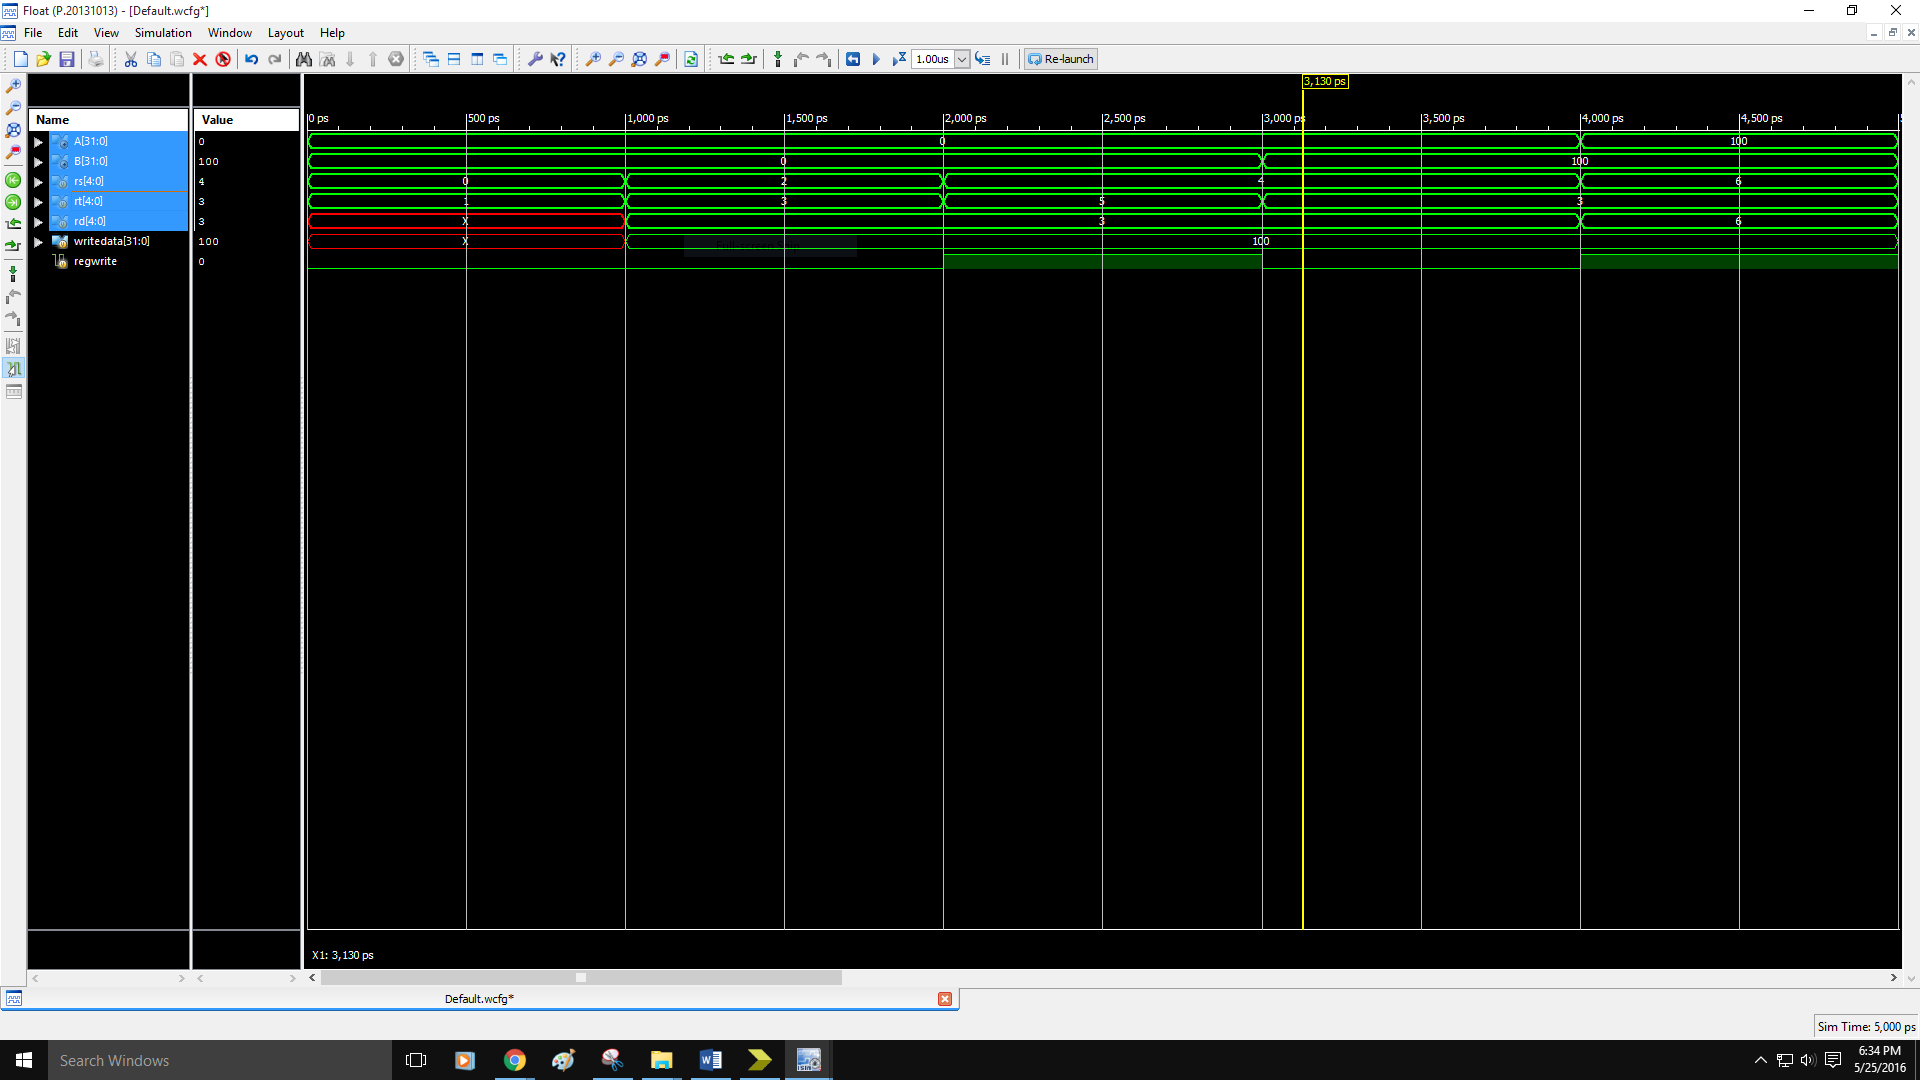 Float (P.20131013) - [Default.wcfg*]
File Edit View Simulation Window Layout Help
1.00us Re-launch
3,130 ps
Name Value
0 ps 500 ps 1,000 ps 1,500 ps 2,000 ps 2,500 ps 3,000 ps 3,500 ps 4,000 ps 4,500 ps
A[31:0] 0 0 100
B[31:0] 100 0 100
rs[4:0] 4 0 2 4 6
rt[4:0] 3 1 3 5 3
rd[4:0] 3 X 3 6
writedata[31:0] 100 X 100
regwrite 0
X1: 3,130 ps
Default.wcfg*
Sim Time: 5,000 ps
Search Windows
6:34 PM
5/25/2016